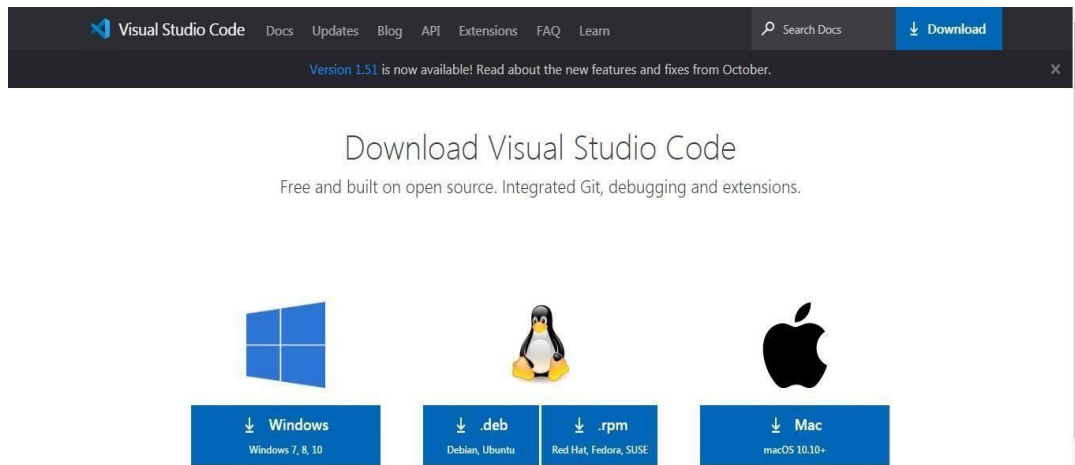 Visual Studio Code Docs Updates Blog API Extensions FAQ Learn Search Docs Download
Version 1.51 is now available! Read about the new features and fixes from October.
Download Visual Studio Code
Free and built on open source. Integrated Git, debugging and extensions.
Windows
Windows 7, 8, 10
.deb
Debian, Ubuntu
.rpm
Red Hat, Fedora, SUSE
Mac
macOS 10.10+